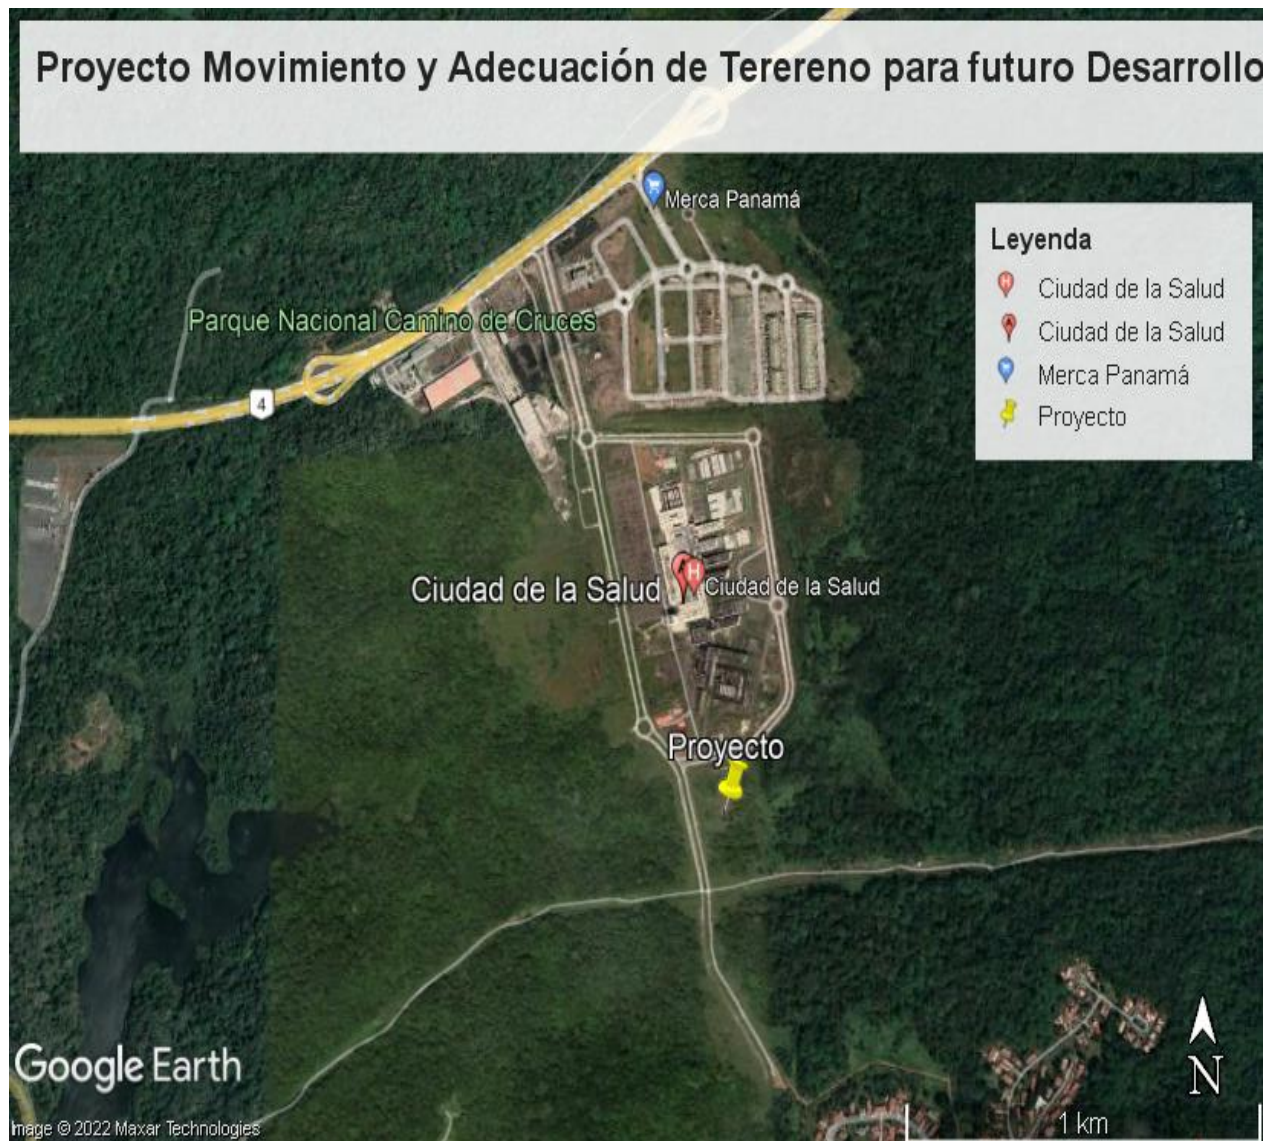 Proyecto Movimiento y Adecuación de Terereno para futuro Desarrollo
Merca Panamá
Leyenda
Ciudad de la Salud
Ciudad de la Salud
Merca Panamá
Proyecto
Parque Nacional Camino de Cruces
4
Ciudad de la Salud
H
Ciudad de la Salud
Proyecto
Google Earth
N
1 km
Image © 2022 Maxar Technologies